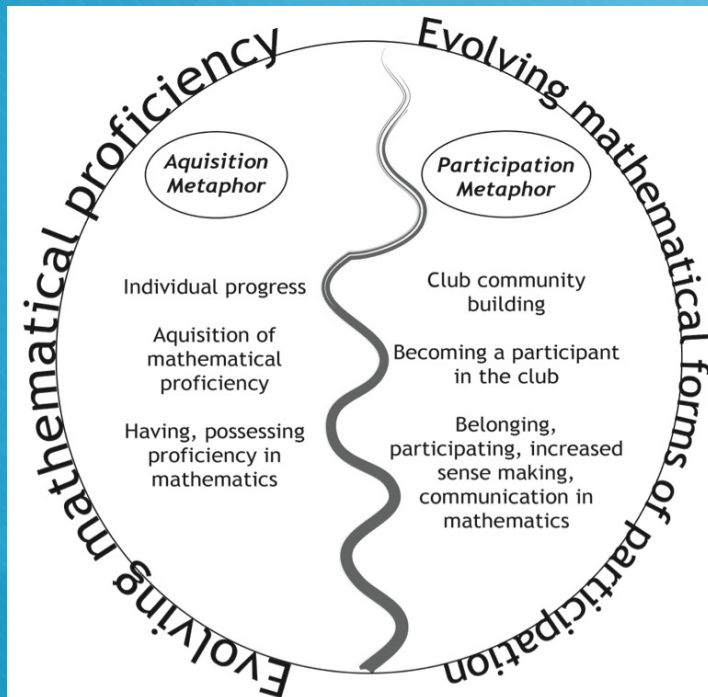 Evolving mathematical proficiency
Evolving mathematical forms of participation
Aquisition
Metaphor
Individual progress
Aquisition of
mathematical
proficiency
Having, possessing
proficiency in
mathematics
Participation
Metaphor
Club community
building
Becoming a participant
in the club
Belonging,
participating, increased
sense making,
communication in
mathematics